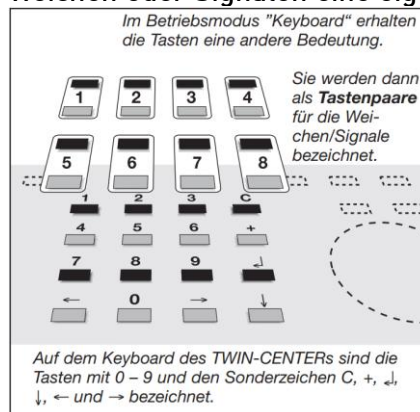 Weichen oder Signalen eine eig
Im Betriebsmodus "Keyboard“ erhalten
die Tasten eine andere Bedeutung.
Sie werden dann
als Tastenpaare
für die Wei-
chen/Signale
bezeichnet.
1 2 3 4
5 6 7 8
1 2 3 C
4 5 6 +
7 8 9 ↲
← 0 → ↓
Auf dem Keyboard des TWIN-CENTERs sind die
Tasten mit 0 – 9 und den Sonderzeichen C, +, ↲,
↓, ← und → bezeichnet.